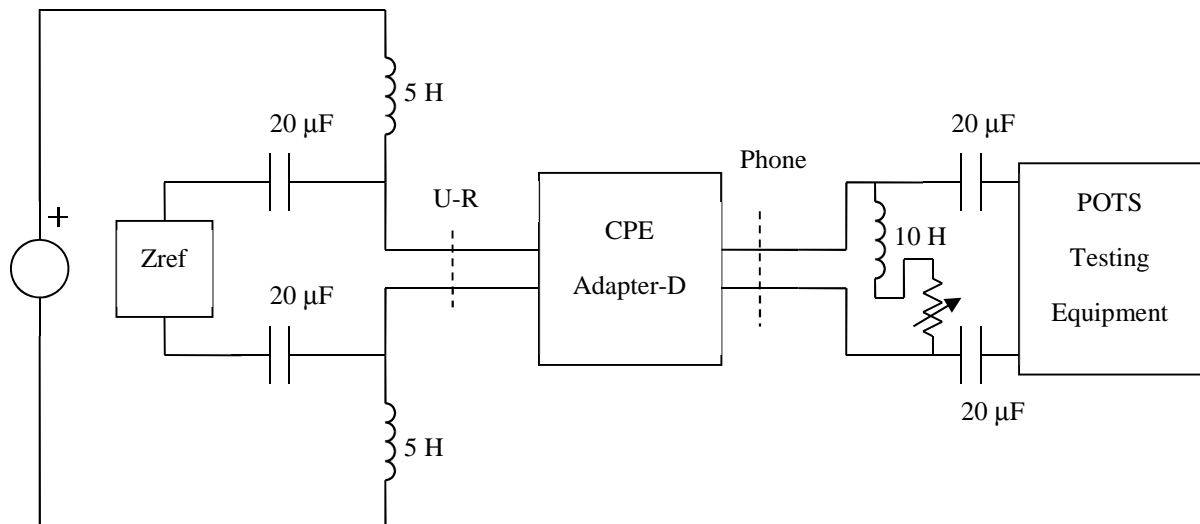 5 H
20 µF
20 µF
Phone
U-R
POTS
CPE
10 H
+
Zref
Testing
Adapter-D
20 µF
Equipment
20 µF
5 H